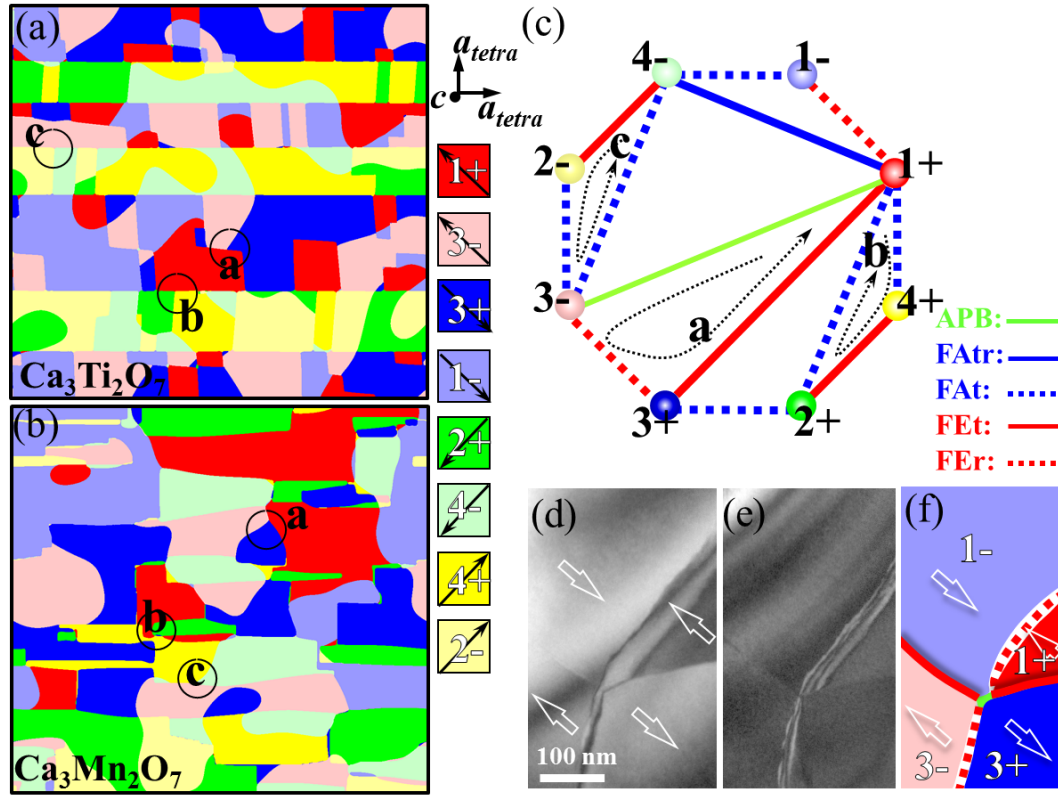 (a)
c
a
b
Ca3Ti2O7
(b)
a
b
c
Ca3Mn2O7
a_tetra
c
a_tetra
1+
3-
3+
1-
2+
4-
4+
2-
(c)
4-
1-
2-
c
1+
b
3-
4+
a
3+
2+
APB:
FAtr:
FAt:
FEt:
FEr:
(d)
100 nm
(e)
(f)
1-
1+
3-
3+